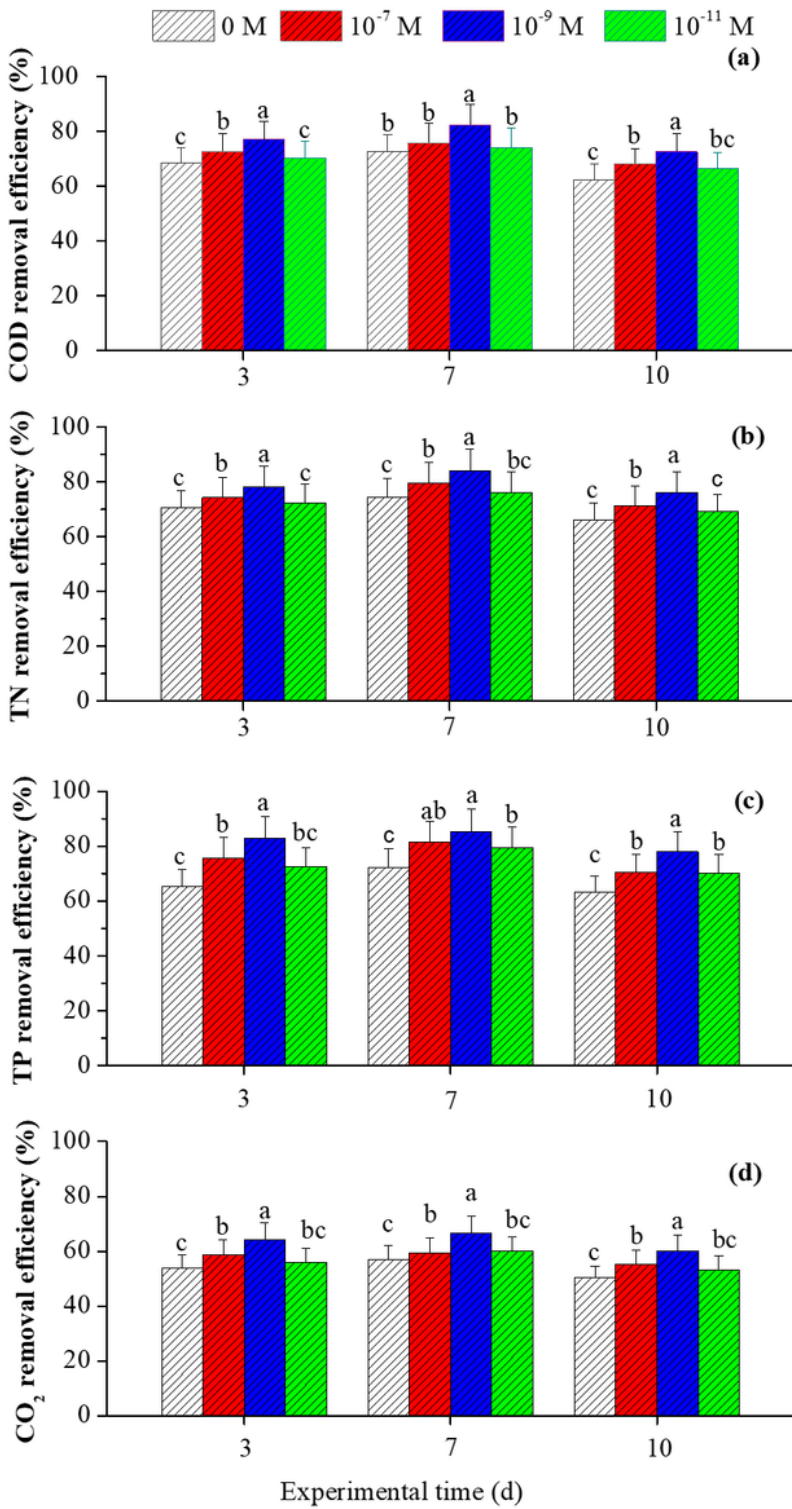 0 M 10⁻⁷ M 10⁻⁹ M 10⁻¹¹ M
(a)
COD removal efficiency (%)
100
80
60
40
20
0
c b a c b b a b c b a bc
3 7 10
(b)
TN removal efficiency (%)
100
80
60
40
20
0
c b a c c b a bc c b a c
3 7 10
(c)
TP removal efficiency (%)
100
80
60
40
20
0
c b a bc c ab a b c b a b
3 7 10
(d)
CO₂ removal efficiency (%)
100
80
60
40
20
0
c b a bc c b a bc c b a bc
3 7 10
Experimental time (d)